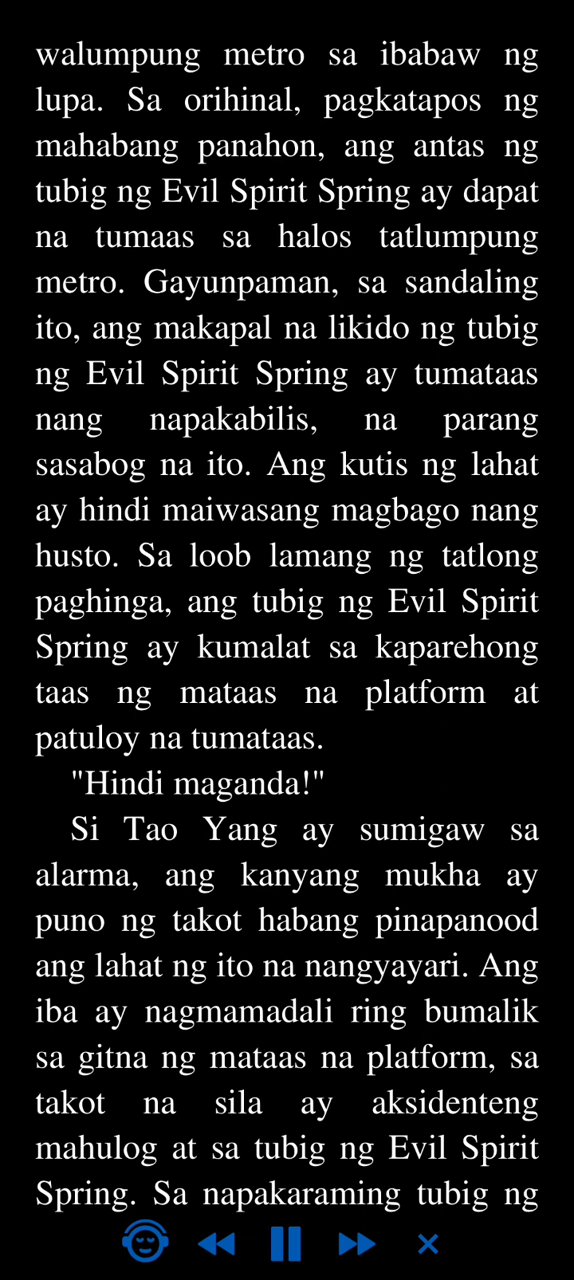 walumpung metro sa ibabaw ng
lupa. Sa orihinal, pagkatapos ng
mahabang panahon, ang antas ng
tubig ng Evil Spirit Spring ay dapat
na tumaas sa halos tatlumpung
metro. Gayunpaman, sa sandaling
ito, ang makapal na likido ng tubig
ng Evil Spirit Spring ay tumataas
nang napakabilis, na parang
sasabog na ito. Ang kutis ng lahat
ay hindi maiwasang magbago nang
husto. Sa loob lamang ng tatlong
paghinga, ang tubig ng Evil Spirit
Spring ay kumalat sa kaparehong
taas ng mataas na platform at
patuloy na tumataas.
"Hindi maganda!"
Si Tao Yang ay sumigaw sa
alarma, ang kanyang mukha ay
puno ng takot habang pinapanood
ang lahat ng ito na nangyayari. Ang
iba ay nagmamadali ring bumalik
sa gitna ng mataas na platform, sa
takot na sila ay aksidenteng
mahulog at sa tubig ng Evil Spirit
Spring. Sa napakaraming tubig ng